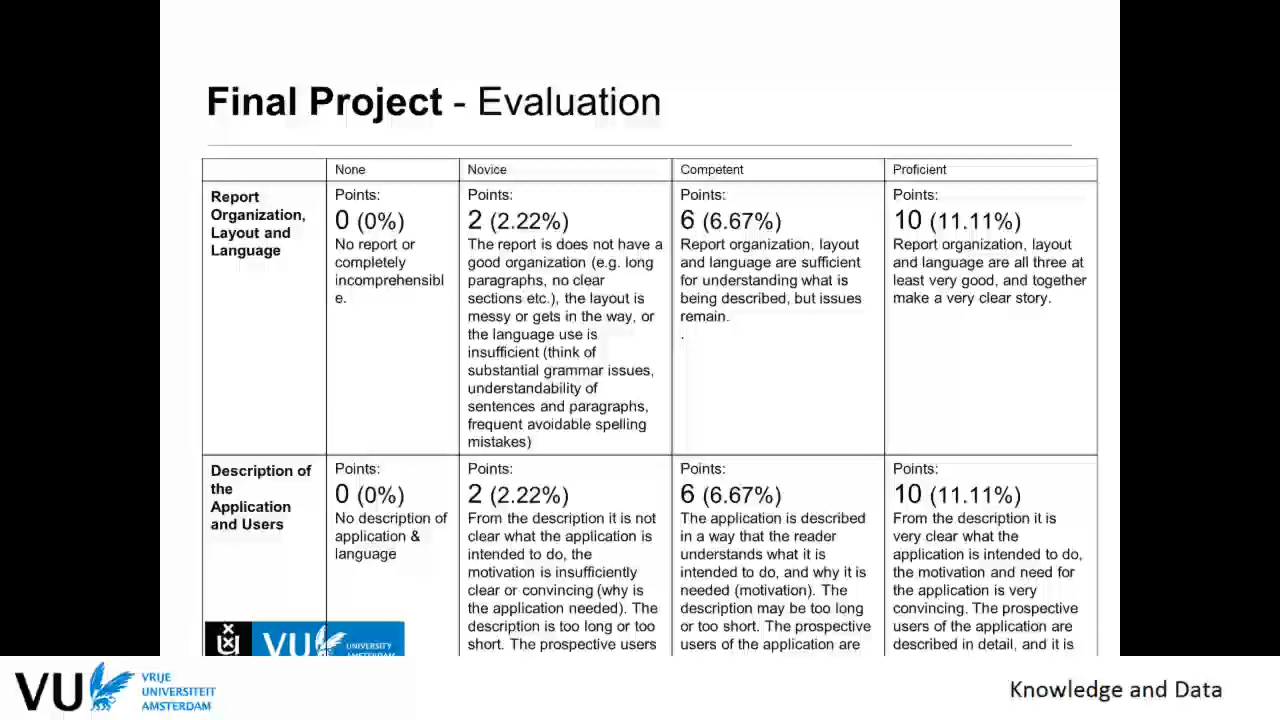 Final Project - Evaluation
None
Novice
Competent
Proficient
Report
Organization,
Layout and
Language
Points:
0 (0%)
No report or
completely
incomprehensibl
e.
Points:
2 (2.22%)
The report is does not have a
good organization (e.g. long
paragraphs, no clear
sections etc.), the layout is
messy or gets in the way, or
the language use is
insufficient (think of
substantial grammar issues,
understandability of
sentences and paragraphs,
frequent avoidable spelling
mistakes)
Points:
6 (6.67%)
Report organization, layout
and language are sufficient
for understanding what is
being described, but issues
remain.
.
Points:
10 (11.11%)
Report organization, layout
and language are all three at
least very good, and together
make a very clear story.
Description of
the
Application
and Users
Points:
0 (0%)
No description of
application &
language
Points:
2 (2.22%)
From the description it is not
clear what the application is
intended to do, the
motivation is insufficiently
clear or convincing (why is
the application needed). The
description is too long or too
short. The prospective users
Points:
6 (6.67%)
The application is described
in a way that the reader
understands what it is
intended to do, and why it is
needed (motivation). The
description may be too long
or too short. The prospective
users of the application are
Points:
10 (11.11%)
From the description it is
very clear what the
application is intended to do,
the motivation and need for
the application is very
convincing. The prospective
users of the application are
described in detail, and it is
VU
UNIVERSITY
AMSTERDAM
VU
VRIJE
UNIVERSITEIT
AMSTERDAM
Knowledge and Data